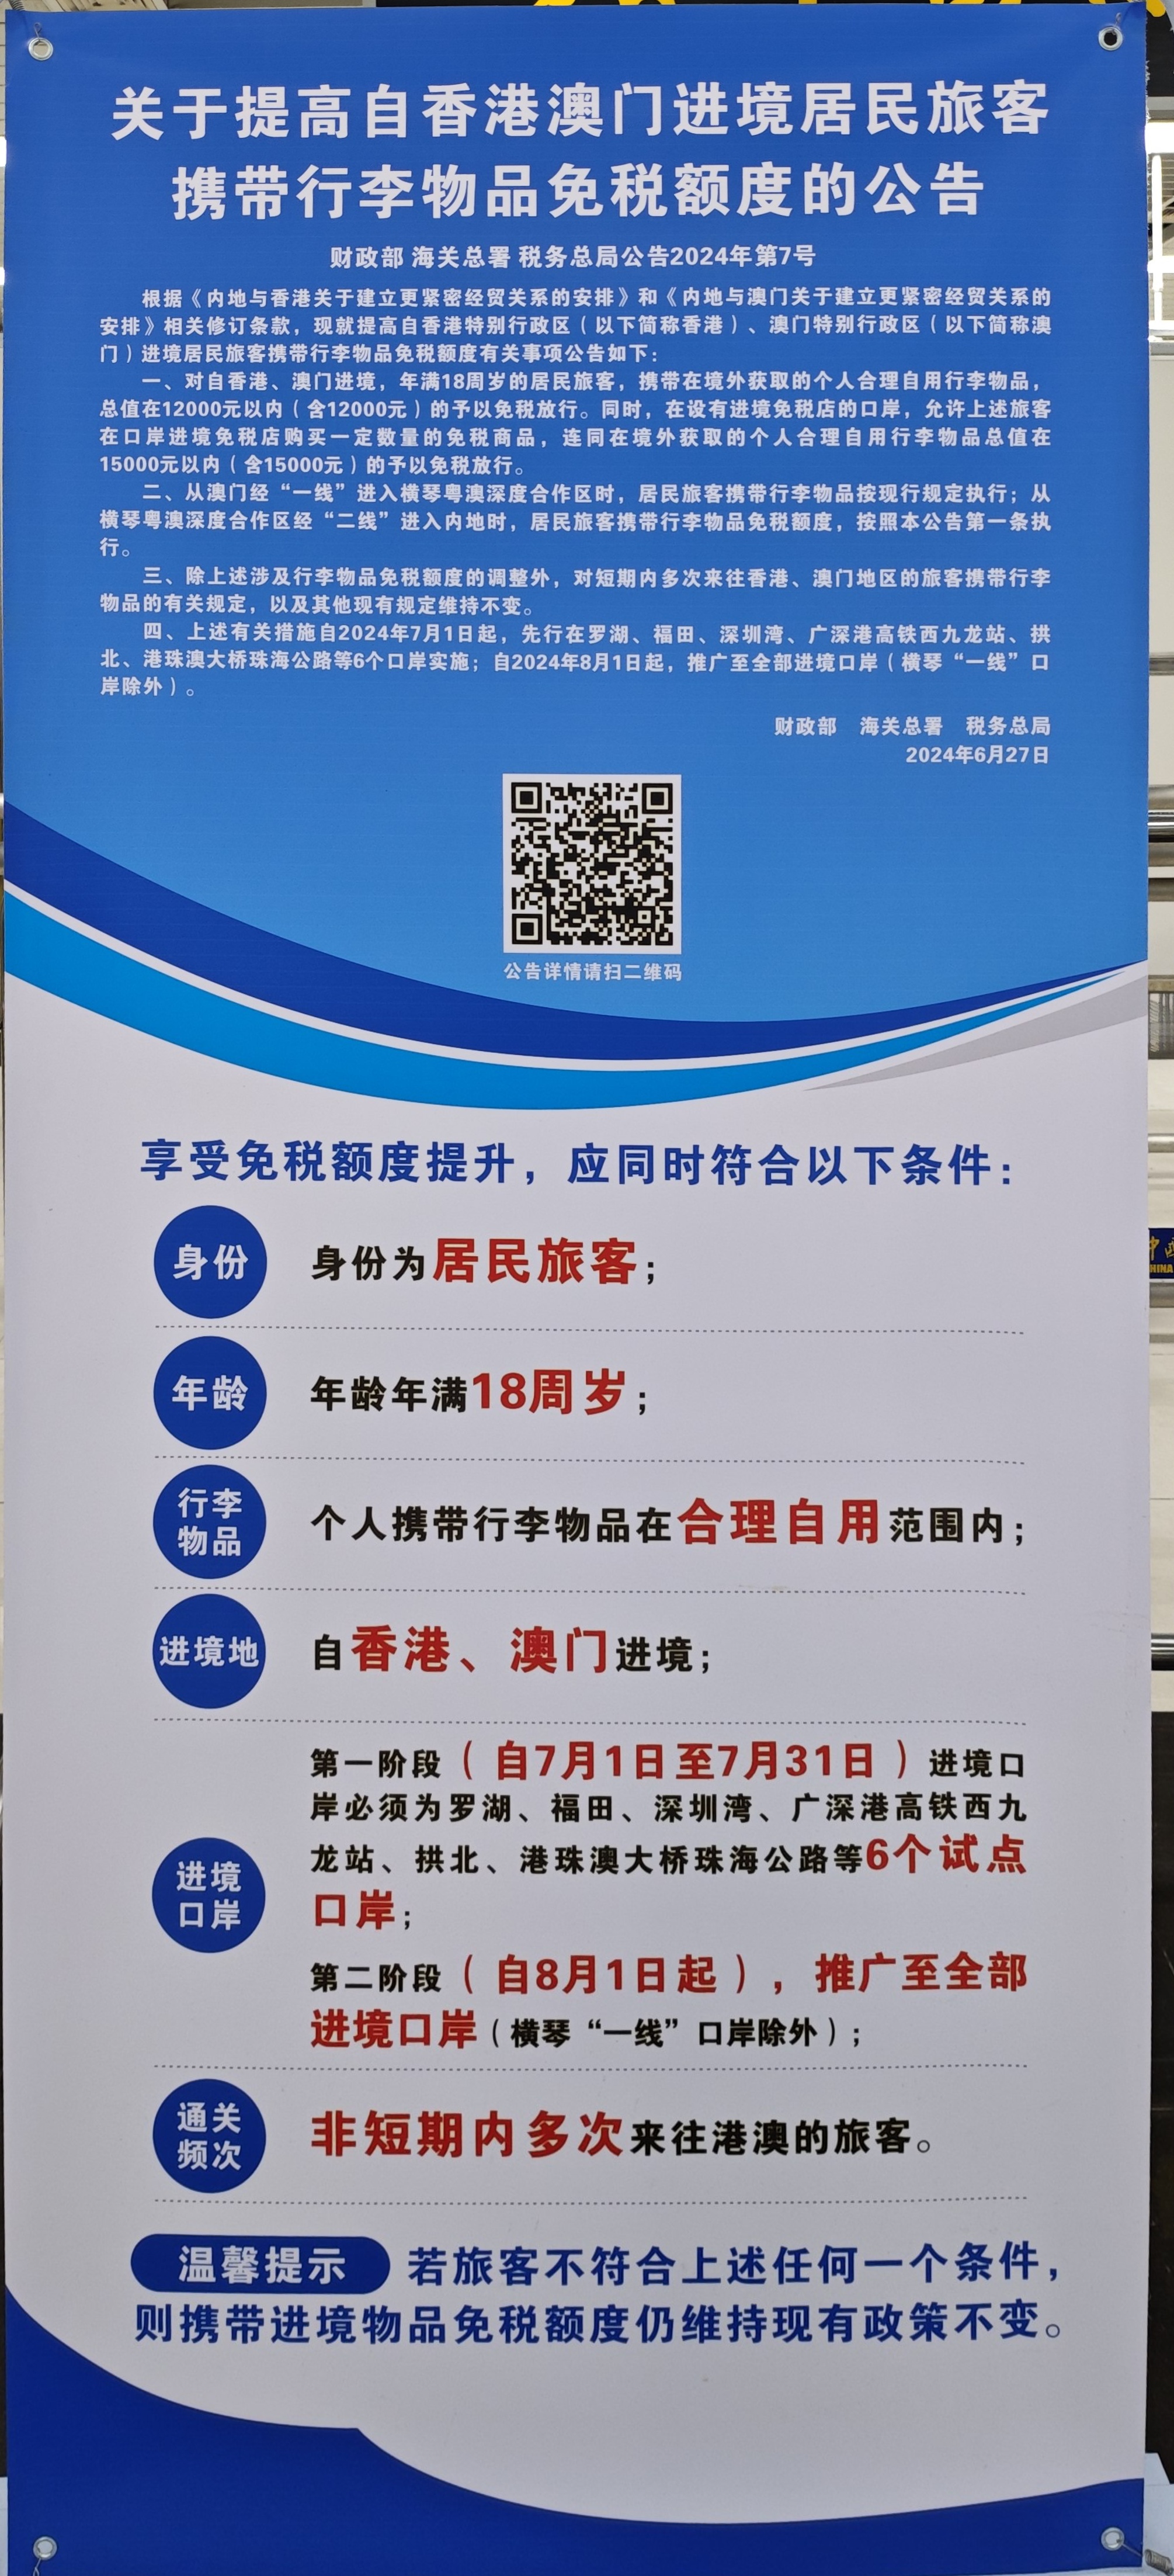 关于提高自香港澳门进境居民旅客
携带行李物品免税额度的公告
财政部 海关总署 税务总局公告2024年第7号
根据《内地与香港关于建立更紧密经贸关系的安排》和《内地与澳门关于建立更紧密经贸关系的
安排》相关修订条款，现就提高自香港特别行政区（以下简称香港）、澳门特别行政区（以下简称澳
门）进境居民旅客携带行李物品免税额度有关事项公告如下：
一、对自香港、澳门进境，年满18周岁的居民旅客，携带在境外获取的个人合理自用行李物品，
总值在12000元以内（含12000元）的予以免税放行。同时，在设有进境免税店的口岸，允许上述旅客
在口岸进境免税店购买一定数量的免税商品，连同在境外获取的个人合理自用行李物品总值在
15000元以内（含15000元）的予以免税放行。
二、从澳门经“一线”进入横琴粤澳深度合作区时，居民旅客携带行李物品按现行规定执行；从
横琴粤澳深度合作区经“二线”进入内地时，居民旅客携带行李物品免税额度，按照本公告第一条执
行。
三、除上述涉及行李物品免税额度的调整外，对短期内多次来往香港、澳门地区的旅客携带行李
物品的有关规定，以及其他现有规定维持不变。
四、上述有关措施自2024年7月1日起，先行在罗湖、福田、深圳湾、广深港高铁西九龙站、拱
北、港珠澳大桥珠海公路等6个口岸实施；自2024年8月1日起，推广至全部进境口岸（横琴“一线”口
岸除外）。
财政部 海关总署 税务总局
2024年6月27日
公告详情请扫二维码
享受免税额度提升，应同时符合以下条件：
身份
身份为居民旅客；
年龄
年龄年满18周岁；
行李
物品
个人携带行李物品在合理自用范围内；
进境地
自香港、澳门进境；
进境
口岸
第一阶段（自7月1日至7月31日）进境口
岸必须为罗湖、福田、深圳湾、广深港高铁西九
龙站、拱北、港珠澳大桥珠海公路等6个试点
口岸；
第二阶段（自8月1日起），推广至全部
进境口岸（横琴“一线”口岸除外）；
通关
频次
非短期内多次来往港澳的旅客。
温馨提示 若旅客不符合上述任何一个条件，
则携带进境物品免税额度仍维持现有政策不变。